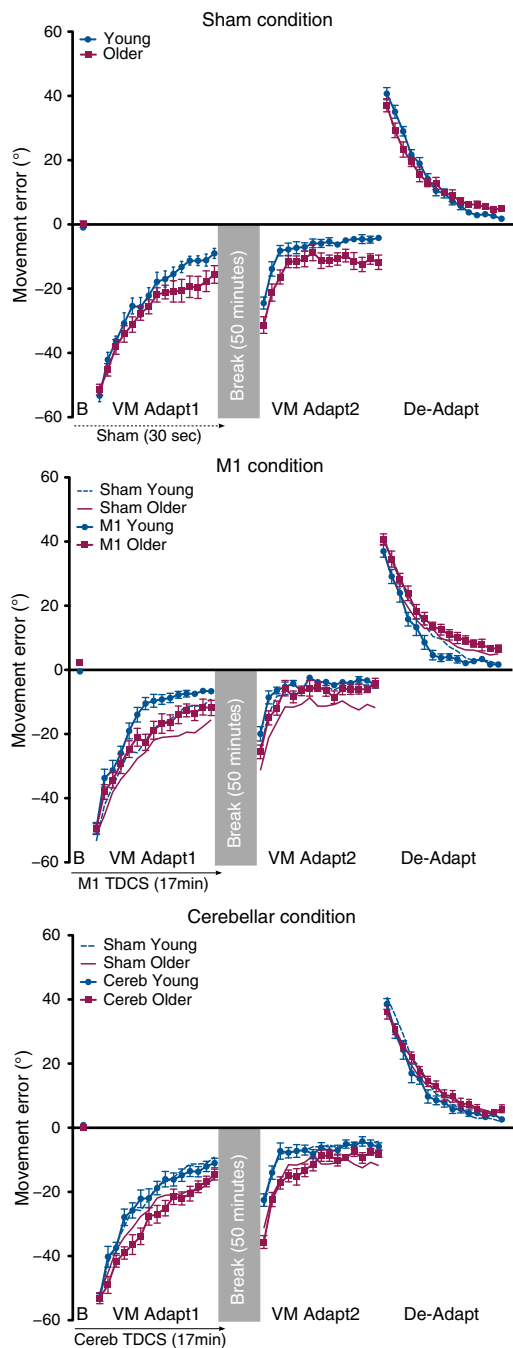 Sham condition
60
Young
Older
40
20
0
−20
−40
−60
Movement error (°)
B
VM Adapt1
Break (50 minutes)
VM Adapt2
De-Adapt
Sham (30 sec)
M1 condition
60
Sham Young
Sham Older
M1 Young
M1 Older
40
20
0
−20
−40
−60
Movement error (°)
B
VM Adapt1
Break (50 minutes)
VM Adapt2
De-Adapt
M1 TDCS (17min)
Cerebellar condition
60
Sham Young
Sham Older
Cereb Young
Cereb Older
40
20
0
−20
−40
−60
Movement error (°)
B
VM Adapt1
Break (50 minutes)
VM Adapt2
De-Adapt
Cereb TDCS (17min)